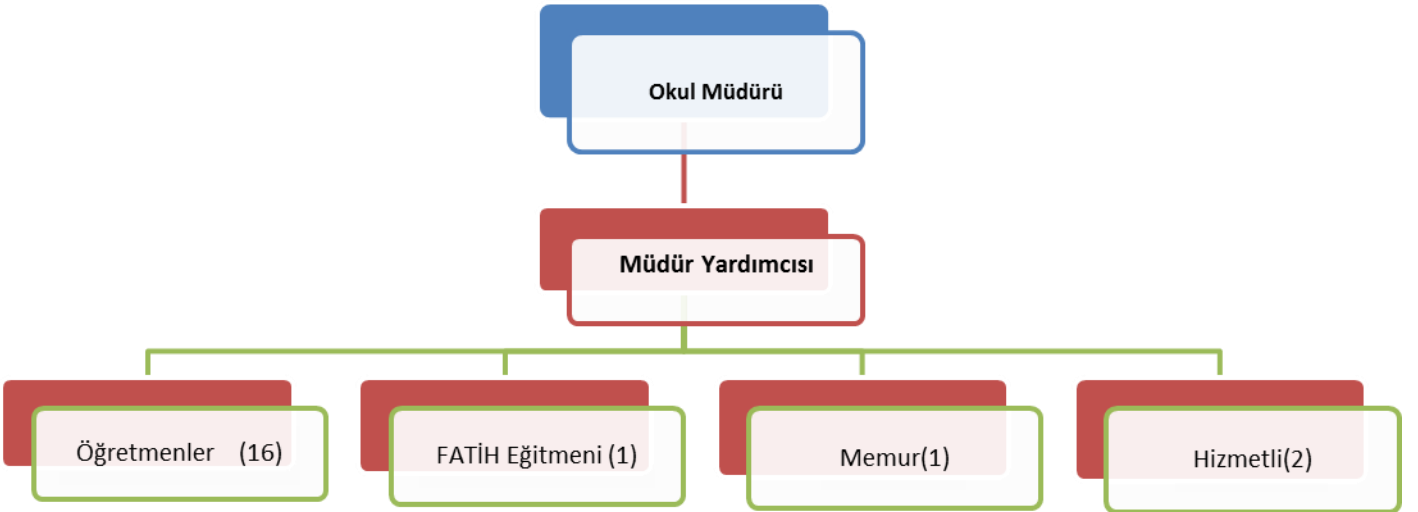 Okul Müdürü
Müdür Yardımcısı
Öğretmenler (16)
FATİH Eğitmeni (1)
Memur(1)
Hizmetli(2)